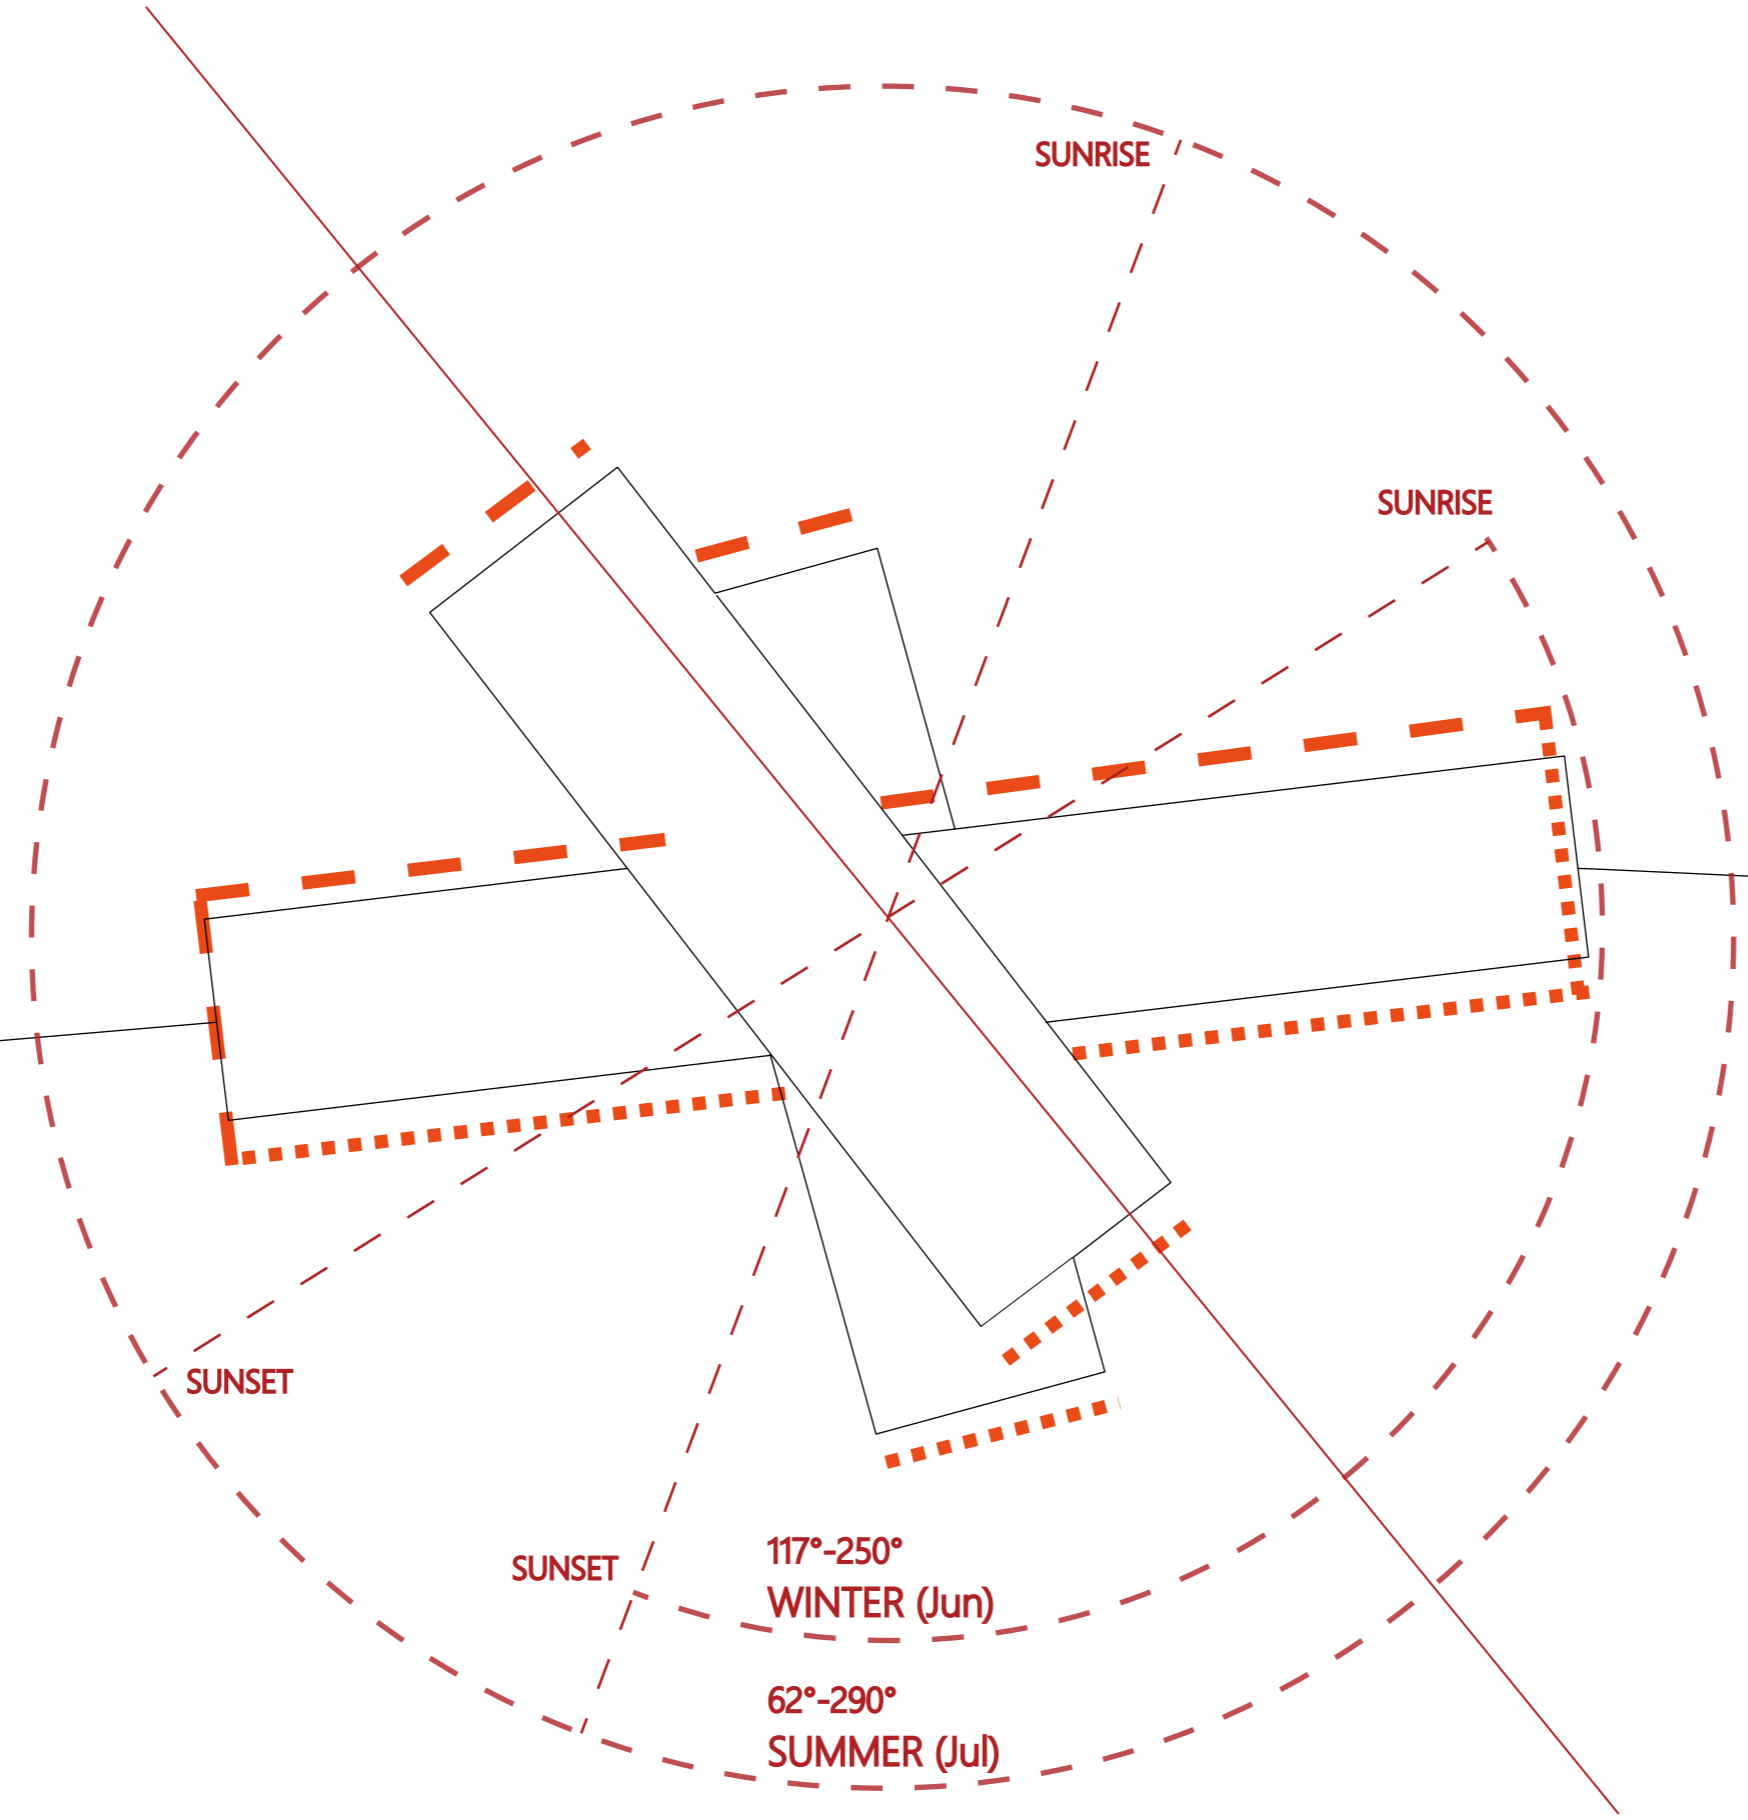 SUNRISE
SUNRISE
SUNSET
SUNSET
117°-250°
WINTER (Jun)
62°-290°
SUMMER (Jul)